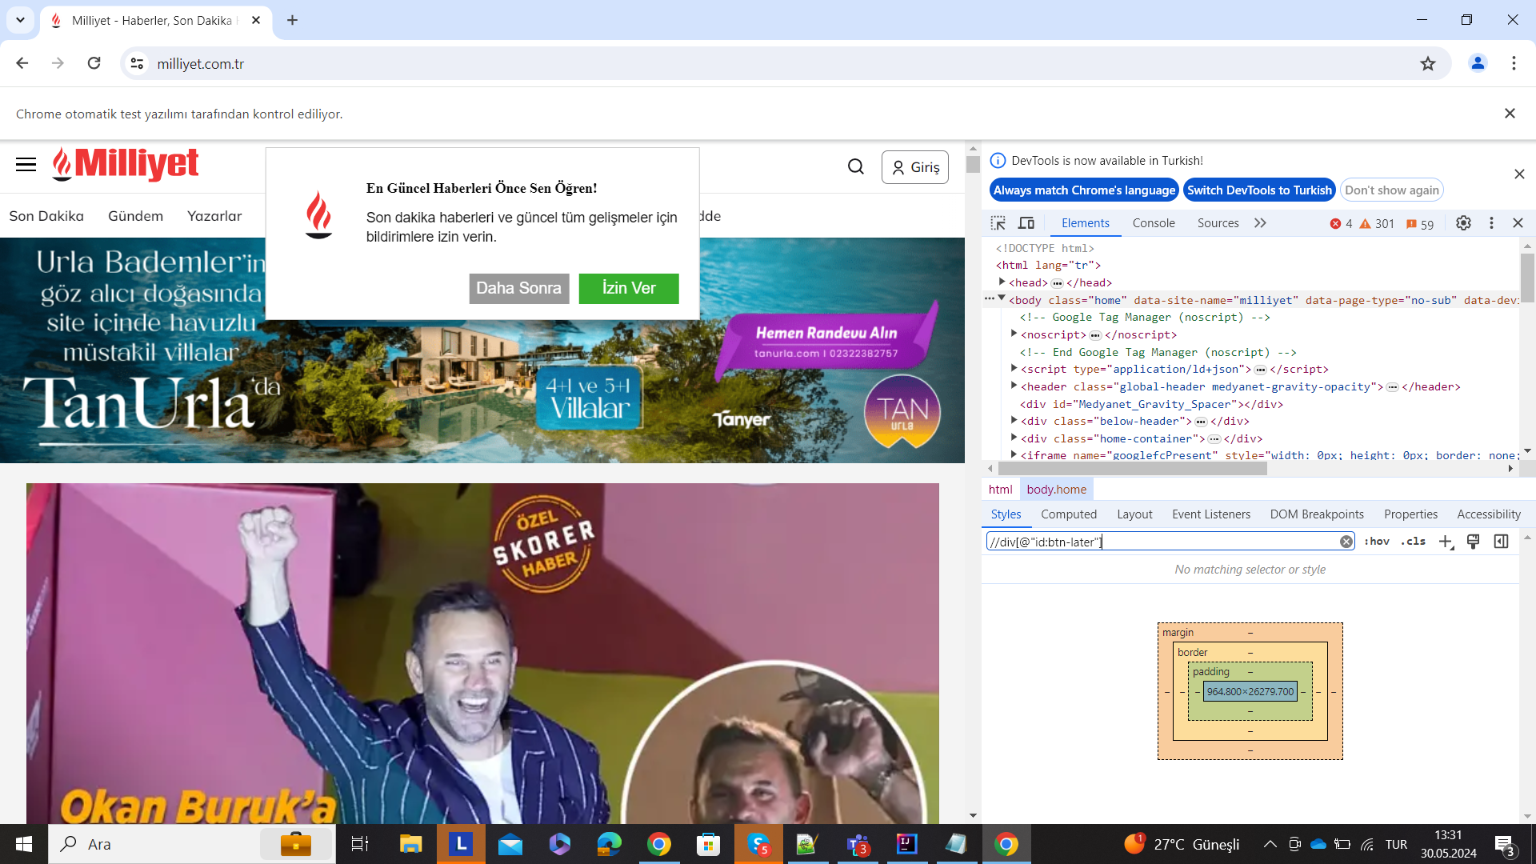 Milliyet - Haberler, Son Dakika
milliyet.com.tr
Chrome otomatik test yazılımı tarafından kontrol ediliyor.
Milliyet
Giriş
Son Dakika
Gündem
Yazarlar
dde
En Güncel Haberleri Önce Sen Öğren!
Son dakika haberleri ve güncel tüm gelişmeler için
bildirimlere izin verin.
Daha Sonra
İzin Ver
Urla Bademler'in
göz alıcı doğasında
site içinde havuzlu
müstakil villalar
TanUrla'da
4+1 ve 5+1
Villalar
Hemen Randevu Alın
tanurla.com | 02322382757
Tanyer
TAN
urla
ÖZEL
SKORER
HABER
Okan Buruk'a
DevTools is now available in Turkish!
Always match Chrome's language
Switch DevTools to Turkish
Don't show again
Elements
Console
Sources
4
301
59
<!DOCTYPE html>
<html lang="tr">
<head> … </head>
<body class="home" data-site-name="milliyet" data-page-type="no-sub" data-devi
<!-- Google Tag Manager (noscript) -->
<noscript> … </noscript>
<!-- End Google Tag Manager (noscript) -->
<script type="application/ld+json"> … </script>
<header class="global-header medyanet-gravity-opacity"> … </header>
<div id="Medyanet_Gravity_Spacer"></div>
<div class="below-header"> … </div>
<div class="home-container"> … </div>
<iframe name="googlefcPresent" style="width: 0px; height: 0px; border: none;
html
body.home
Styles
Computed
Layout
Event Listeners
DOM Breakpoints
Properties
Accessibility
//div[@"id:btn-later"]
:hov
.cls
No matching selector or style
margin
border
padding
964.800×26279.700
Ara
L
5
3
IJ
1
27°C Güneşli
TUR
13:31
30.05.2024
3